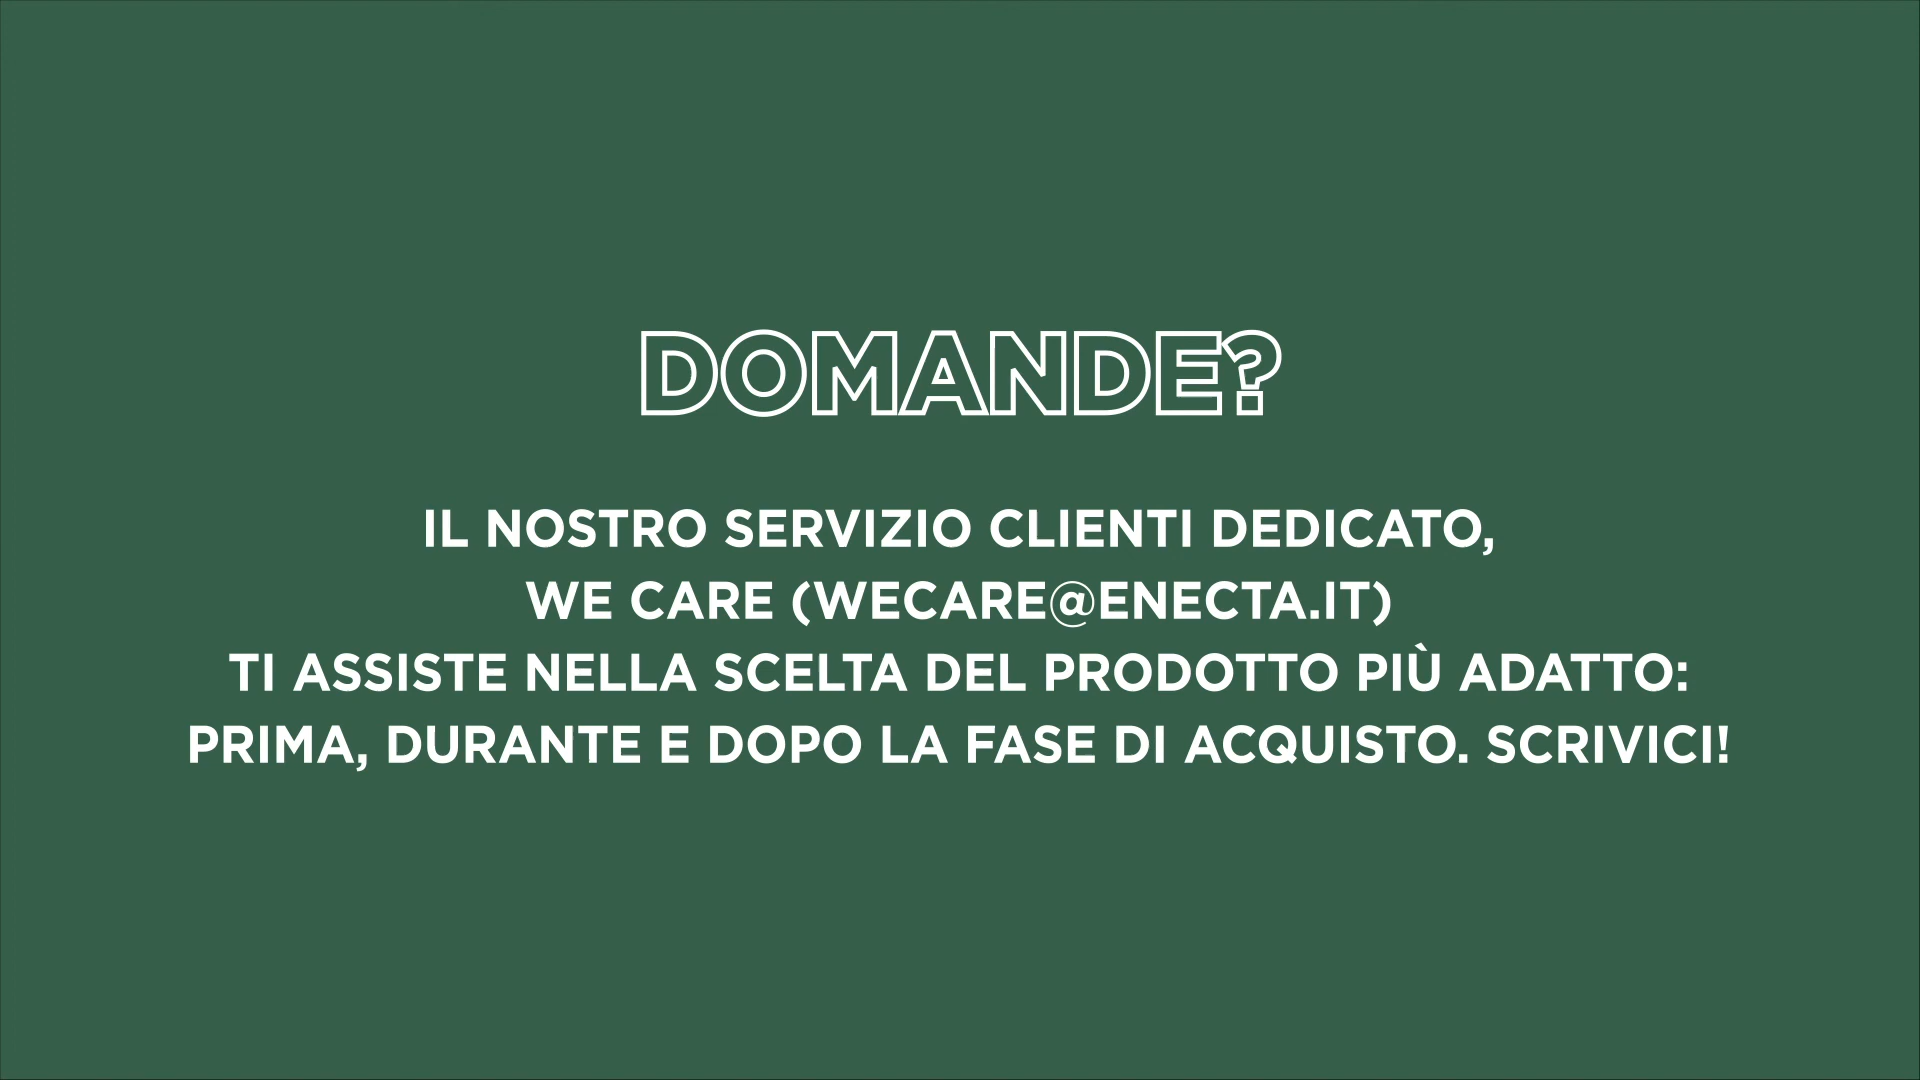 DOMANDE?
IL NOSTRO SERVIZIO CLIENTI DEDICATO,
WE CARE (WECARE@ENECTA.IT)
TI ASSISTE NELLA SCELTA DEL PRODOTTO PIÙ ADATTO:
PRIMA, DURANTE E DOPO LA FASE DI ACQUISTO. SCRIVICI!